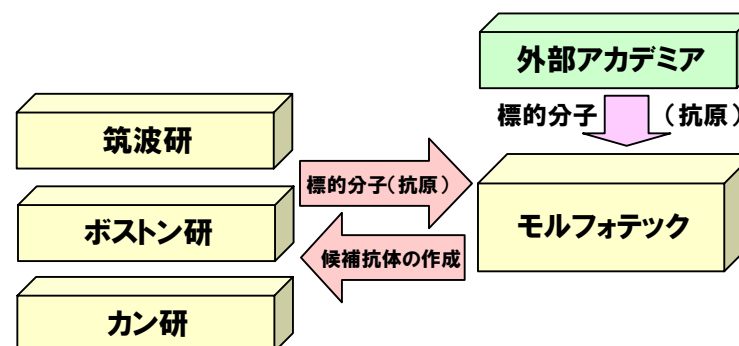 外部アカデミア
標的分子 (抗原)
筑波研
標的分子(抗原)
ボストン研
モルフォテック
候補抗体の作成
カン研